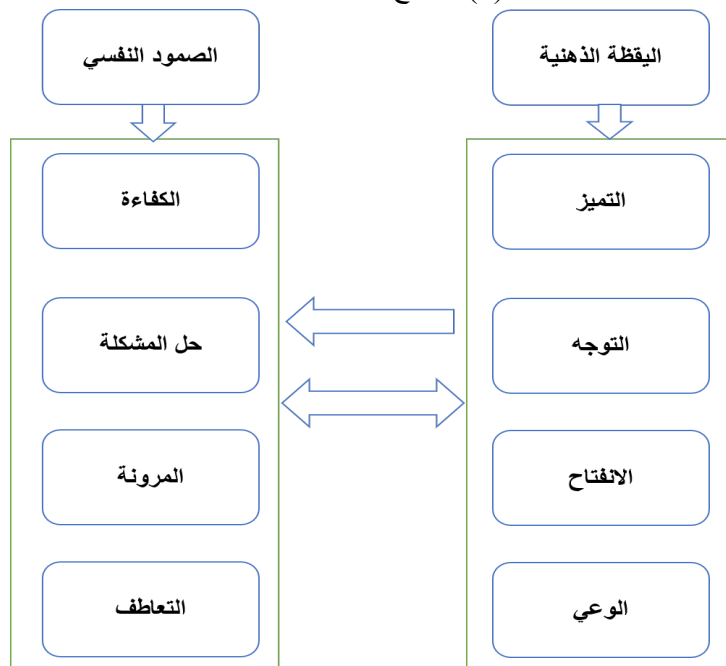 اليقظة الذهنية
الصمود النفسي
التميز
الكفاءة
التوجه
حل المشكلة
الانفتاح
المرونة
الوعي
التعاطف